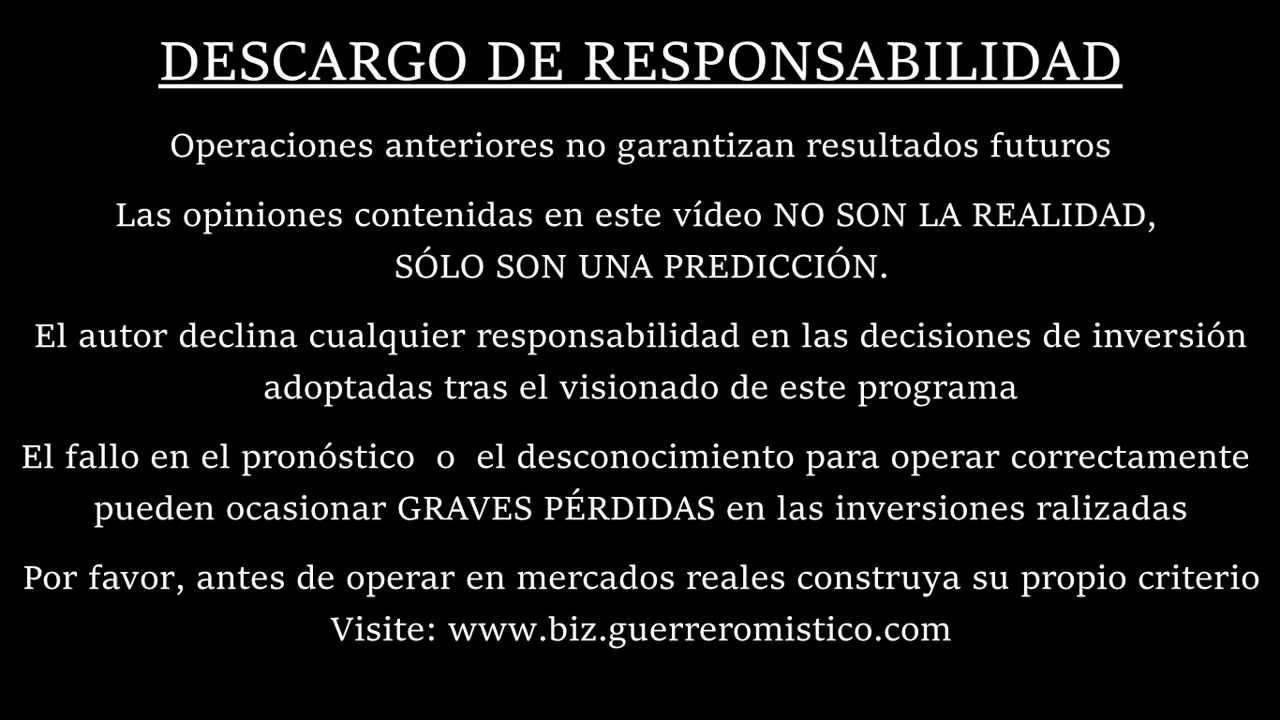 DESCARGO DE RESPONSABILIDAD
Operaciones anteriores no garantizan resultados futuros
Las opiniones contenidas en este vídeo NO SON LA REALIDAD,
SÓLO SON UNA PREDICCIÓN.
El autor declina cualquier responsabilidad en las decisiones de inversión
adoptadas tras el visionado de este programa
El fallo en el pronóstico  o  el desconocimiento para operar correctamente
pueden ocasionar GRAVES PÉRDIDAS en las inversiones ralizadas
Por favor, antes de operar en mercados reales construya su propio criterio
Visite: www.biz.guerreromistico.com